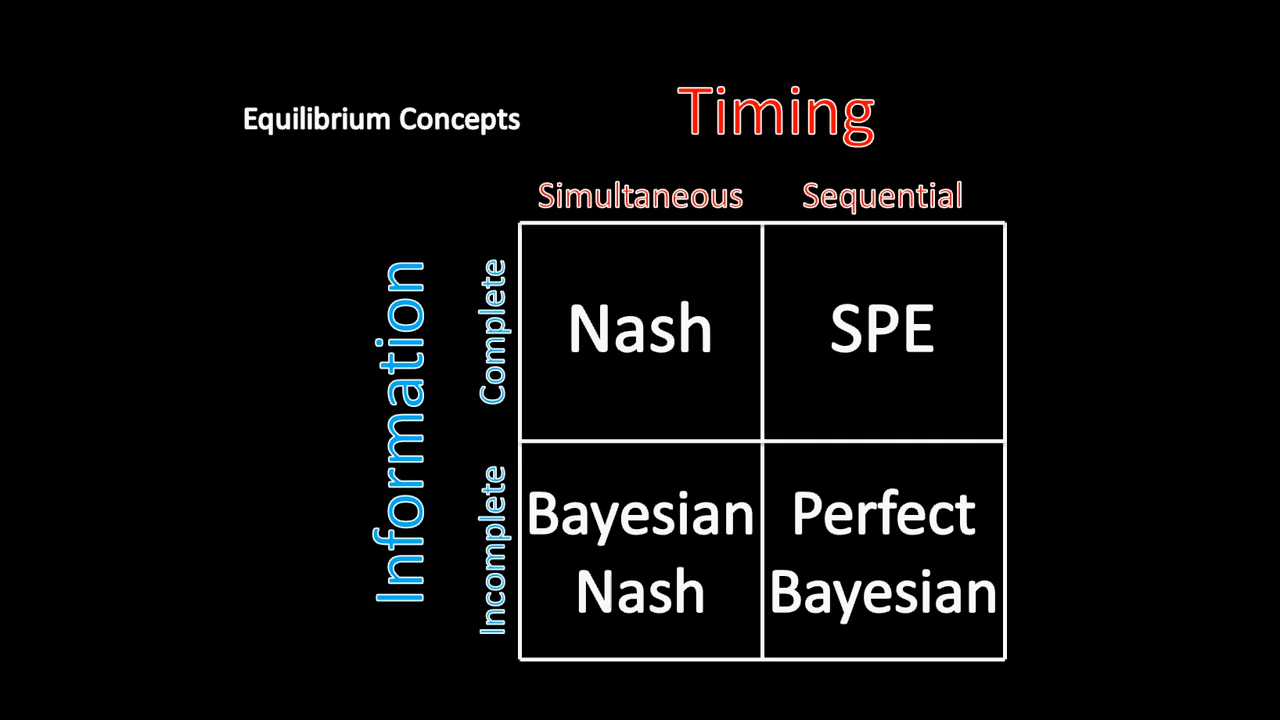 Equilibrium Concepts
Timing
Simultaneous
Sequential
Information
Complete
Nash
SPE
Incomplete
Bayesian
Nash
Perfect
Bayesian